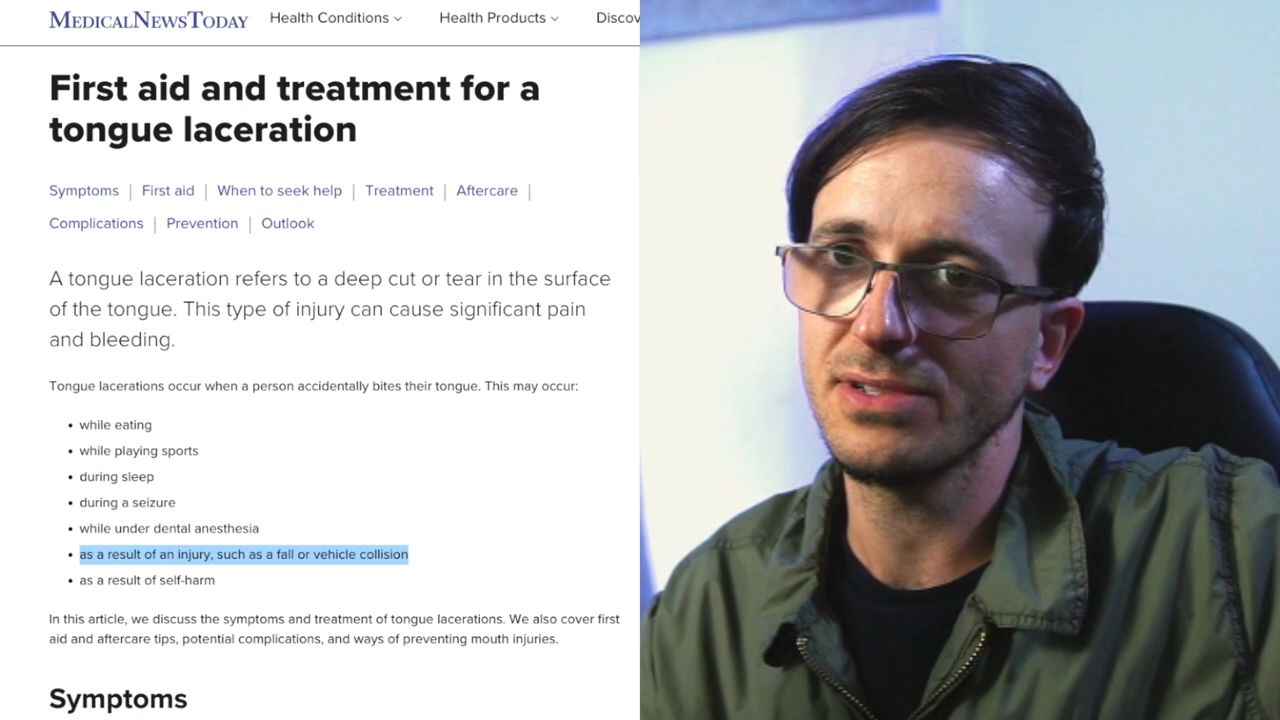 MEDICALNEWSTODAY Health Conditions Health Products Discov
First aid and treatment for a
tongue laceration
Symptoms | First aid | When to seek help | Treatment | Aftercare |
Complications | Prevention | Outlook
A tongue laceration refers to a deep cut or tear in the surface
of the tongue. This type of injury can cause significant pain
and bleeding.
Tongue lacerations occur when a person accidentally bites their tongue. This may occur:
• while eating
• while playing sports
• during sleep
• during a seizure
• while under dental anesthesia
• as a result of an injury, such as a fall or vehicle collision
• as a result of self-harm
In this article, we discuss the symptoms and treatment of tongue lacerations. We also cover first
aid and aftercare tips, potential complications, and ways of preventing mouth injuries.
Symptoms